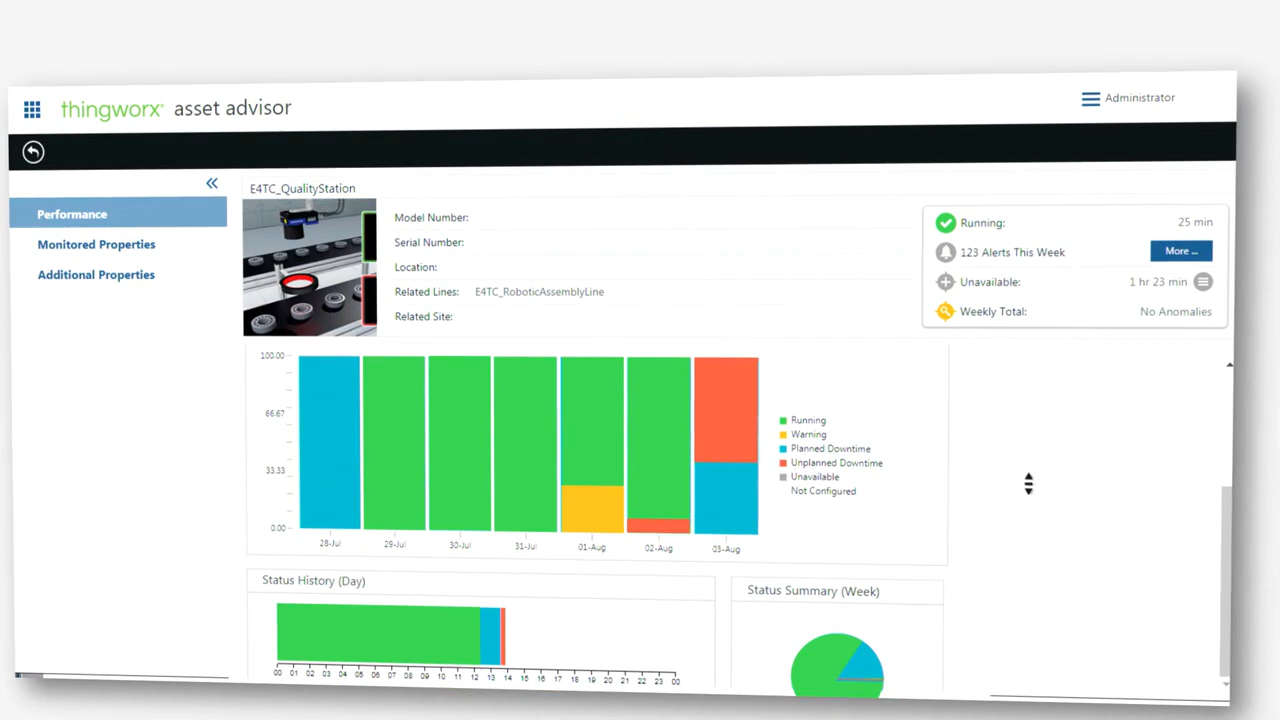 thingworx® asset advisor
Administrator
Performance
Monitored Properties
Additional Properties
E4TC_QualityStation
Model Number:
Serial Number:
Location:
Related Lines: E4TC_RoboticAssemblyLine
Related Site:
Running: 25 min
123 Alerts This Week More ...
Unavailable: 1 hr 23 min
Weekly Total: No Anomalies
100.00
66.67
33.33
0.00
28-Jul 29-Jul 30-Jul 31-Jul 01-Aug 02-Aug 03-Aug
Running
Warning
Planned Downtime
Unplanned Downtime
Unavailable
Not Configured
Status History (Day)
00 01 02 03 04 05 06 07 08 09 10 11 12 13 14 15 16 17 18 19 20 21 22 23 00
Status Summary (Week)